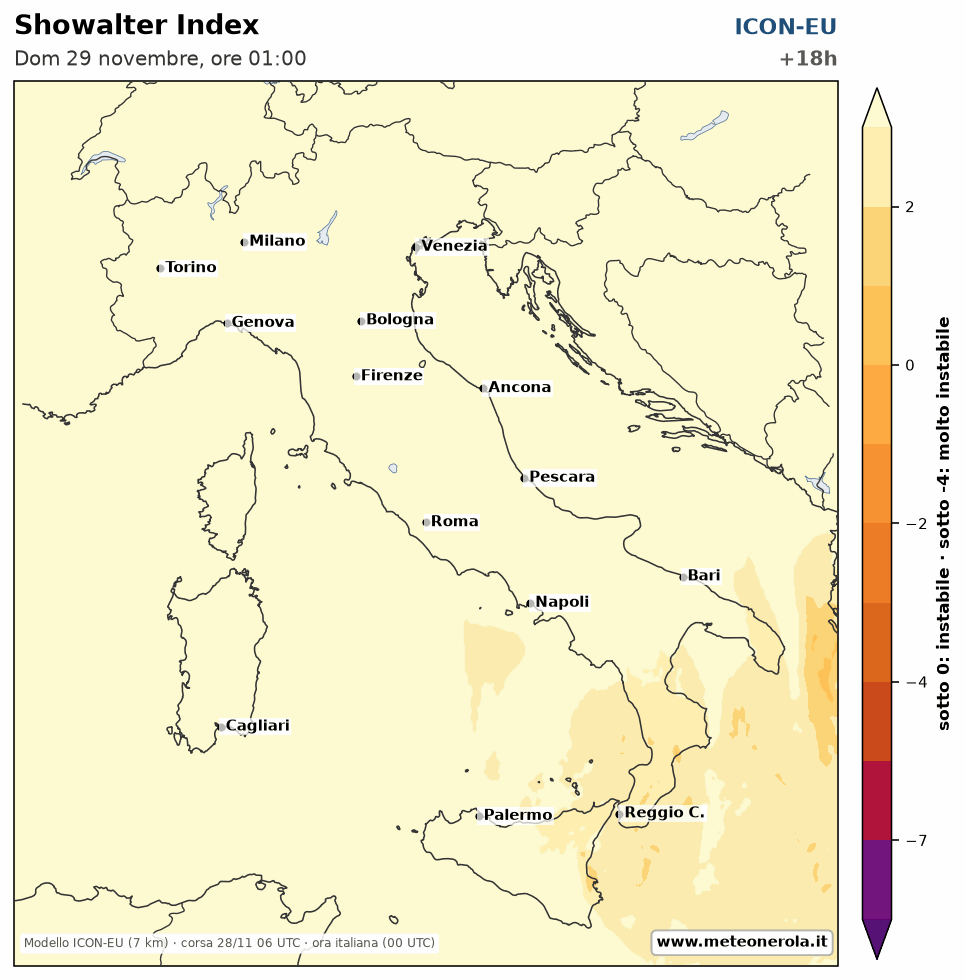 Showalter Index
ICON-EU
Dom 29 novembre, ore 01:00
+18h
Milano
Venezia
Torino
Genova
Bologna
Firenze
Ancona
Pescara
Roma
Bari
Napoli
Cagliari
Palermo
Reggio C.
2
0
−2
−4
−7
sotto 0: instabile · sotto -4: molto instabile
Modello ICON-EU (7 km) · corsa 28/11 06 UTC · ora italiana (00 UTC)
www.meteonerola.it